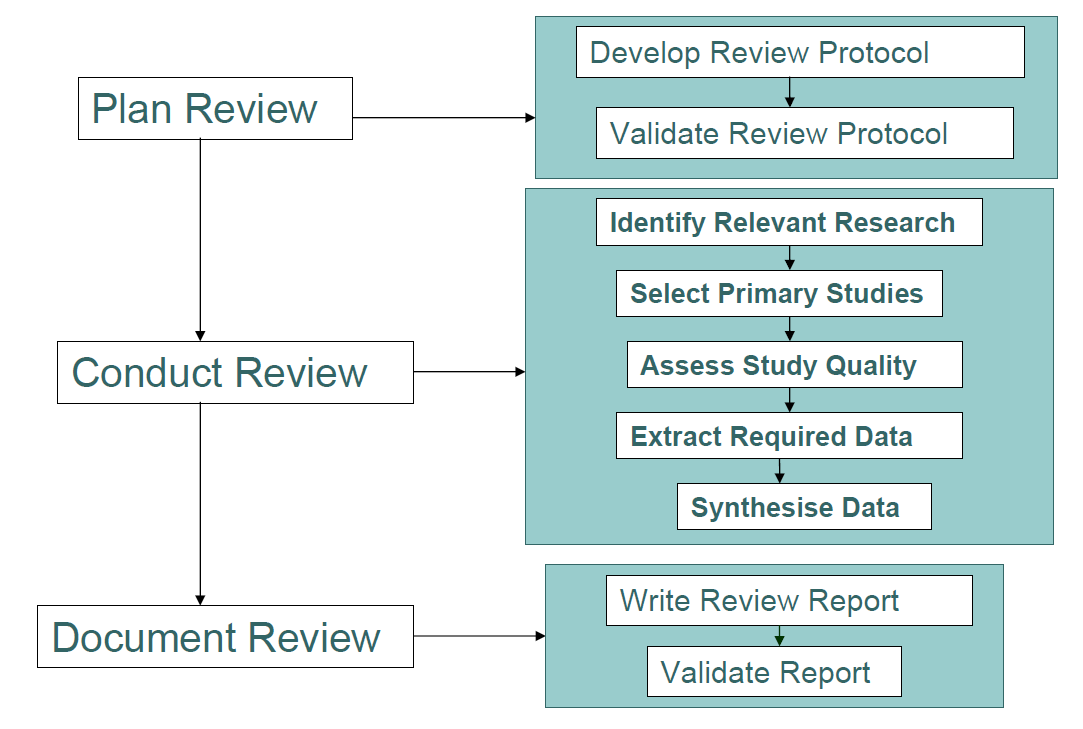 Plan Review
Develop Review Protocol
Validate Review Protocol
Conduct Review
Identify Relevant Research
Select Primary Studies
Assess Study Quality
Extract Required Data
Synthesise Data
Document Review
Write Review Report
Validate Report